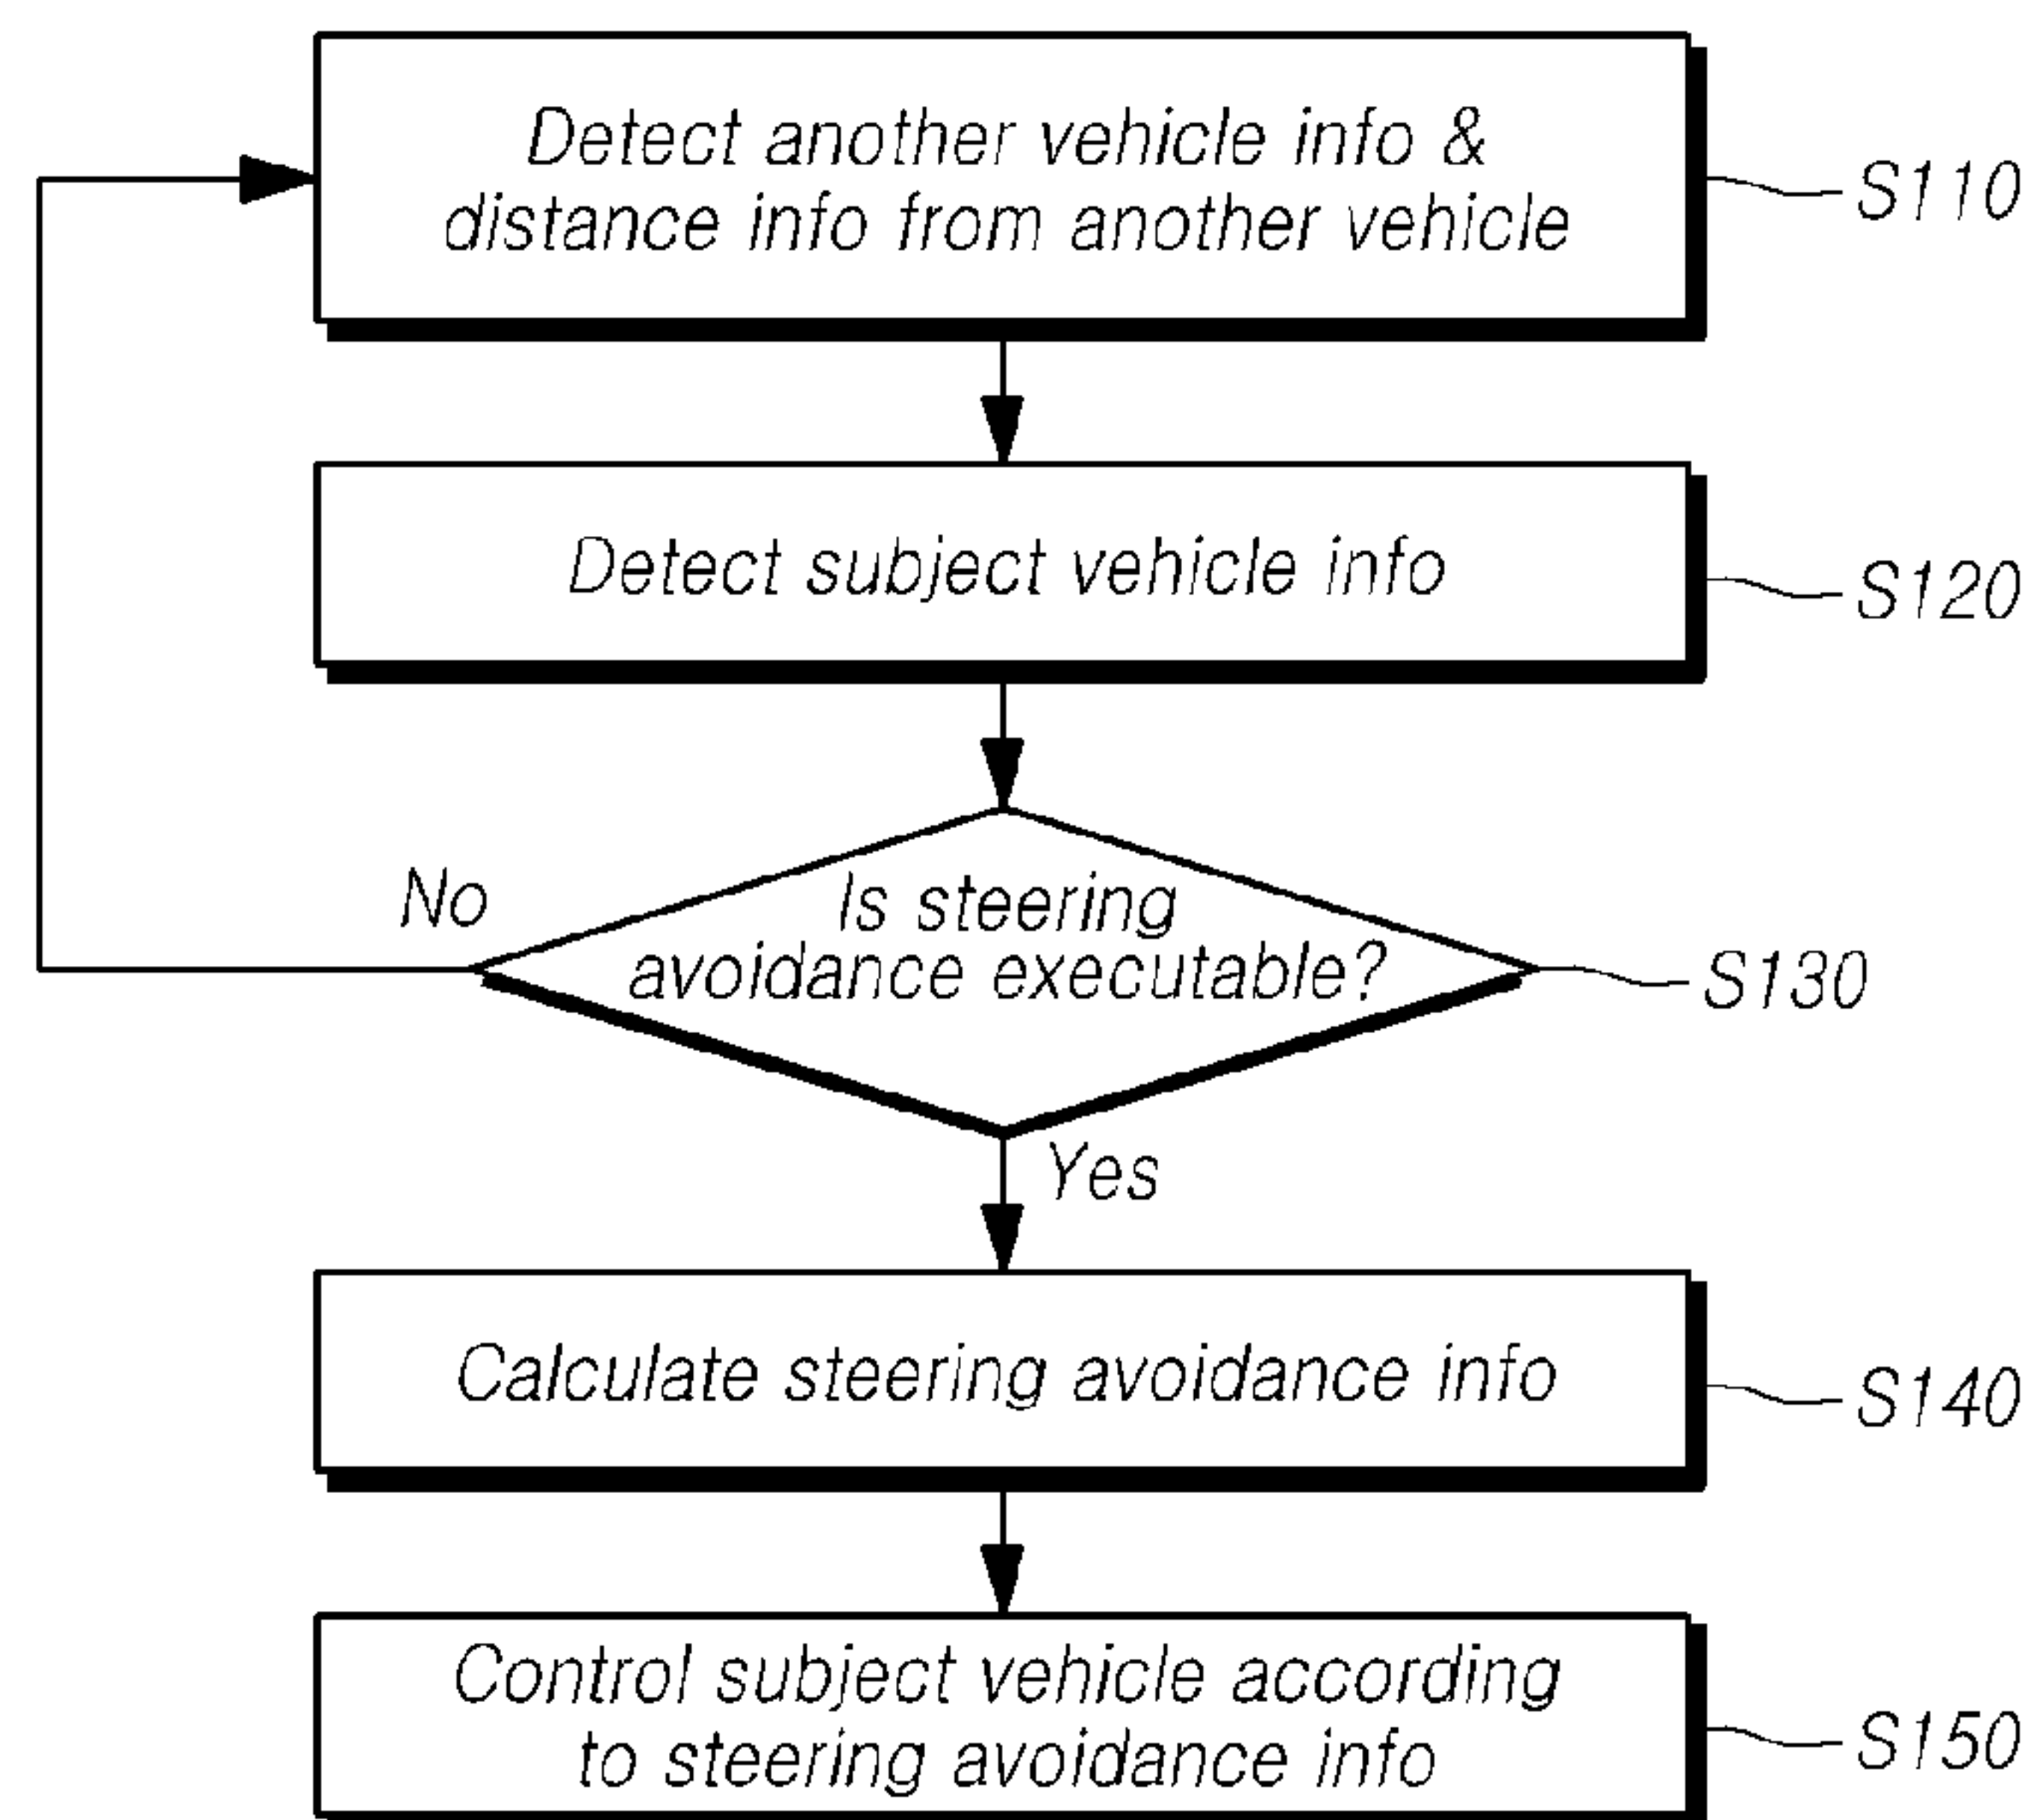 Detect another vehicle info &
distance info from another vehicle
S110
Detect subject vehicle info
S120
No
Is steering
avoidance executable?
S130
Yes
Calculate steering avoidance info
S140
Control subject vehicle according
to steering avoidance info
S150